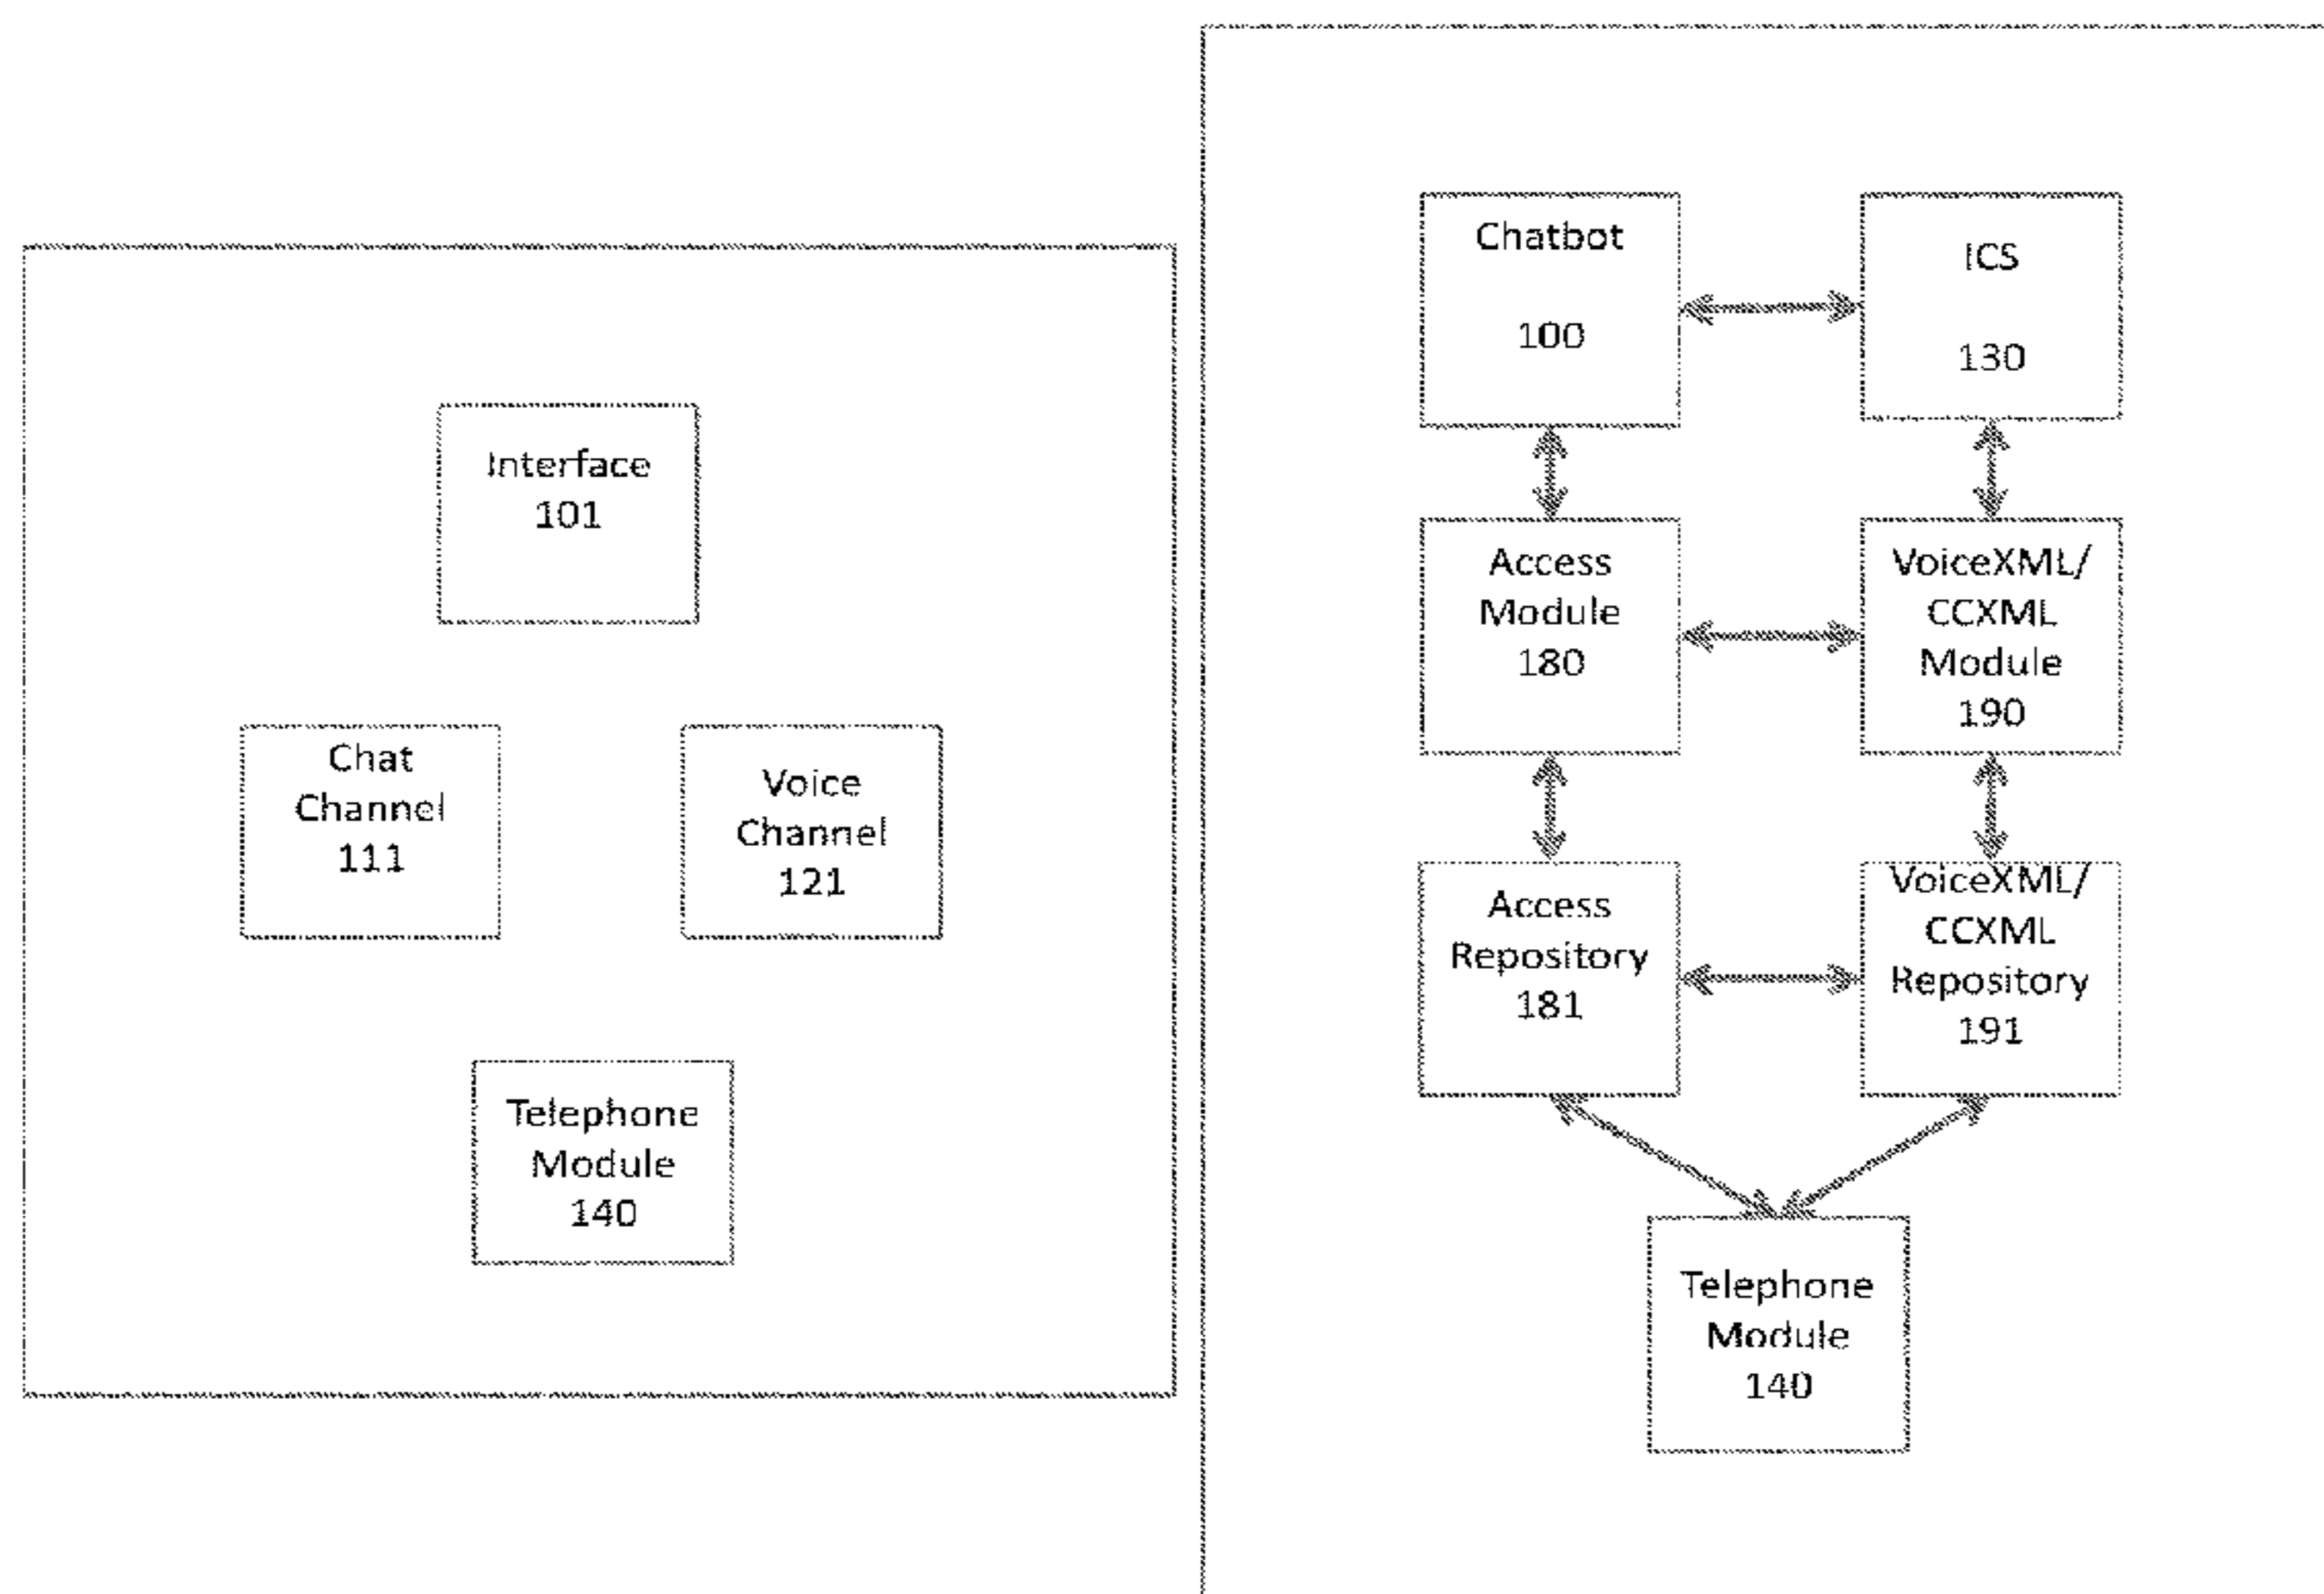 Interface
101
Chat
Channel
111
Voice
Channel
121
Telephone
Module
140
Chatbot
100
ICS
130
Access
Module
180
VoiceXML/
CCXML
Module
190
Access
Repository
181
VoiceXML/
CCXML
Repository
191
Telephone
Module
140